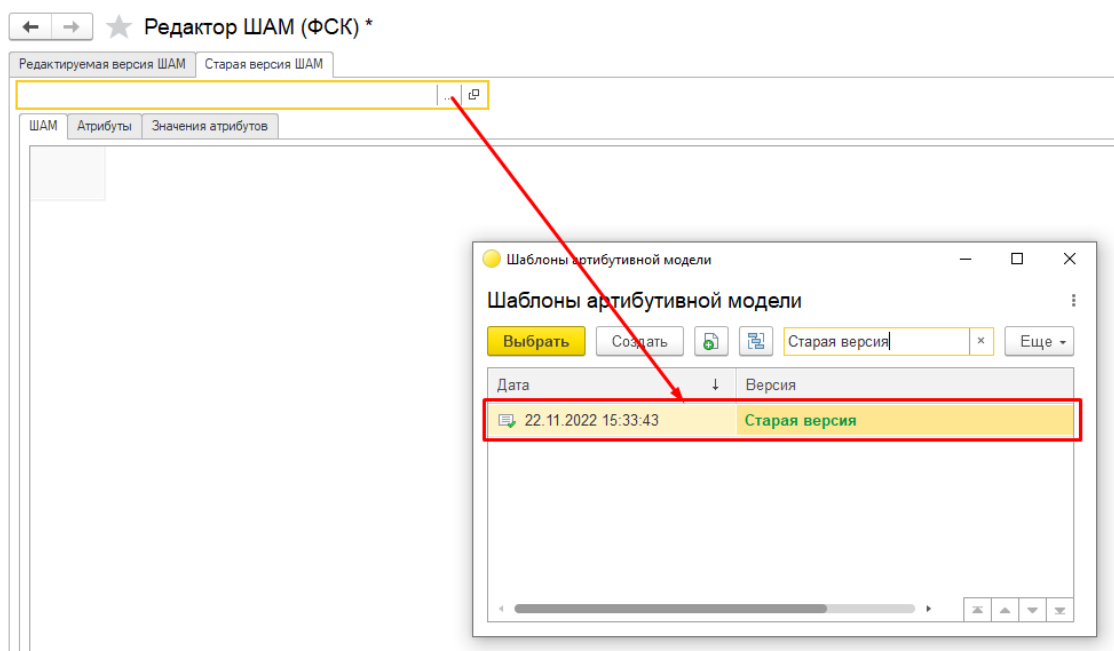 Редактор ШАМ (ФСК) *
Редактируемая версия ШАМ Старая версия ШАМ
...
ШАМ Атрибуты Значения атрибутов
Шаблоны артибутивной модели
Шаблоны артибутивной модели
Выбрать Создать Старая версия × Еще
Дата ↓ Версия
22.11.2022 15:33:43 Старая версия